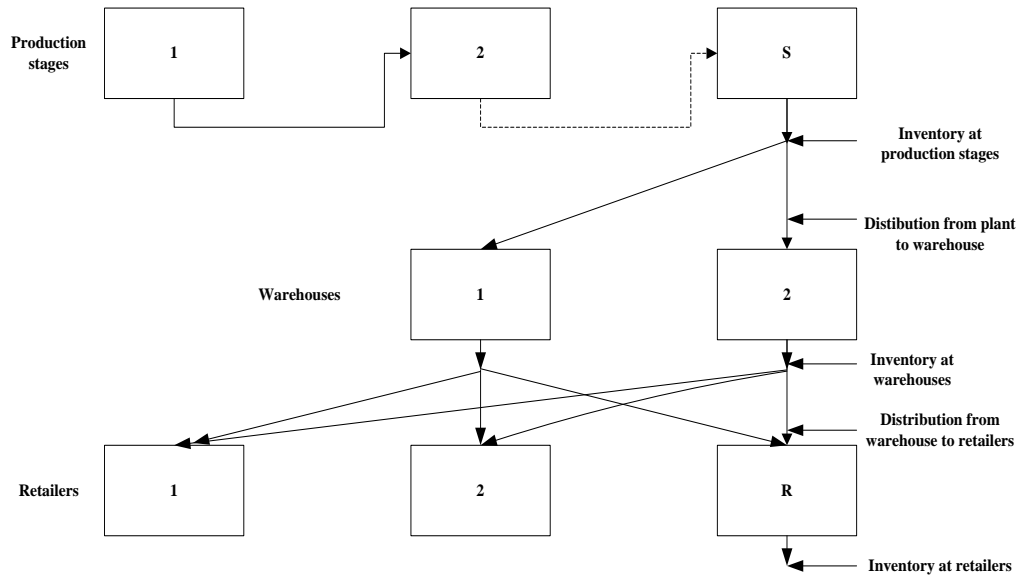 Production
stages
1
2
S
Inventory at
production stages
Distibution from plant
to warehouse
Warehouses
1
2
Inventory at
warehouses
Distribution from
warehouse to retailers
Retailers
1
2
R
Inventory at retailers